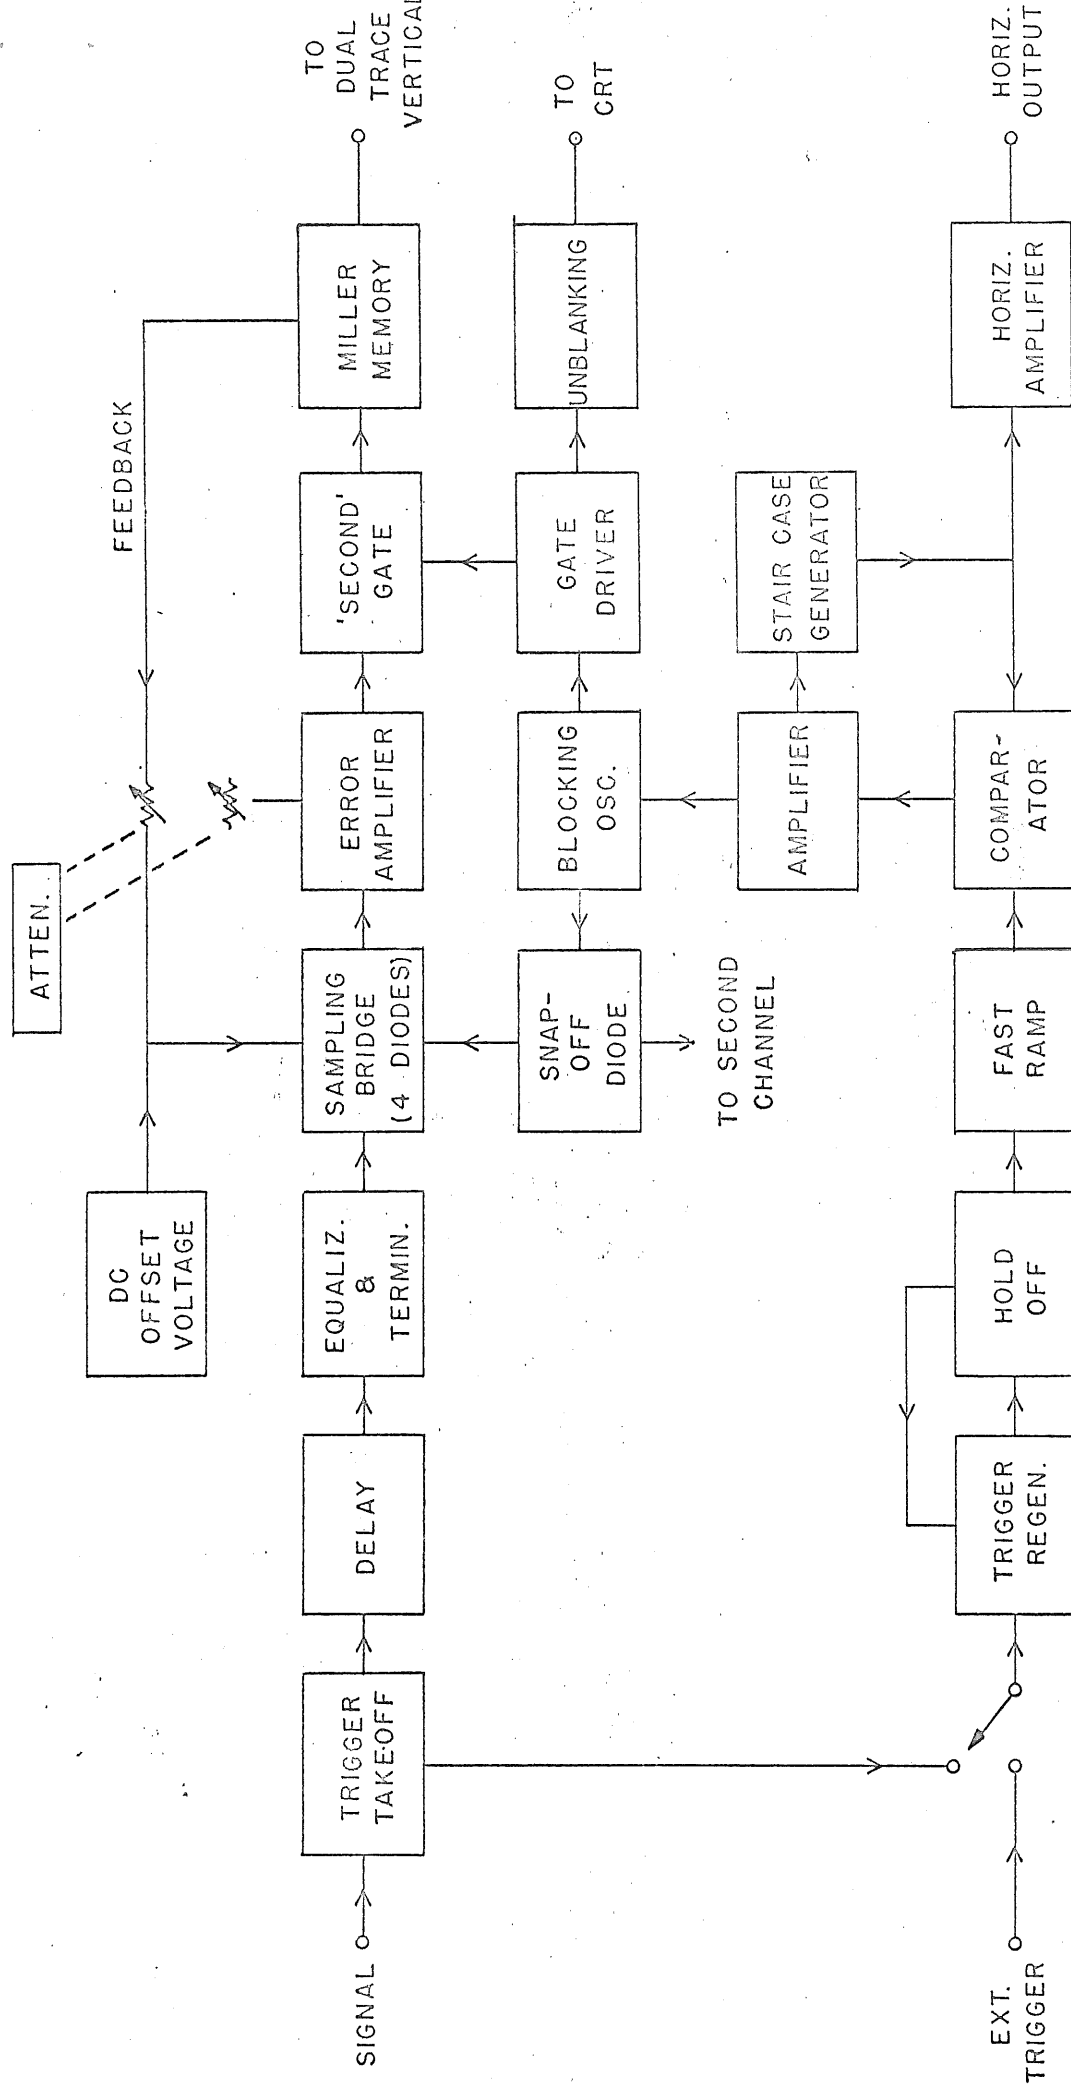 ATTEN.
FEEDBACK
DC
OFFSET
VOLTAGE
SIGNAL
TRIGGER
TAKE-OFF
DELAY
EQUALIZ.
&
TERMIN.
SAMPLING
BRIDGE
(4 DIODES)
ERROR
AMPLIFIER
'SECOND'
GATE
MILLER
MEMORY
TO
DUAL
TRACE
VERTICAL
SNAP-
OFF
DIODE
BLOCKING
OSC.
GATE
DRIVER
UNBLANKING
TO
CRT
TO SECOND
CHANNEL
AMPLIFIER
STAIR CASE
GENERATOR
EXT.
TRIGGER
TRIGGER
REGEN.
HOLD
OFF
FAST
RAMP
COMPAR-
ATOR
HORIZ.
AMPLIFIER
HORIZ.
OUTPUT